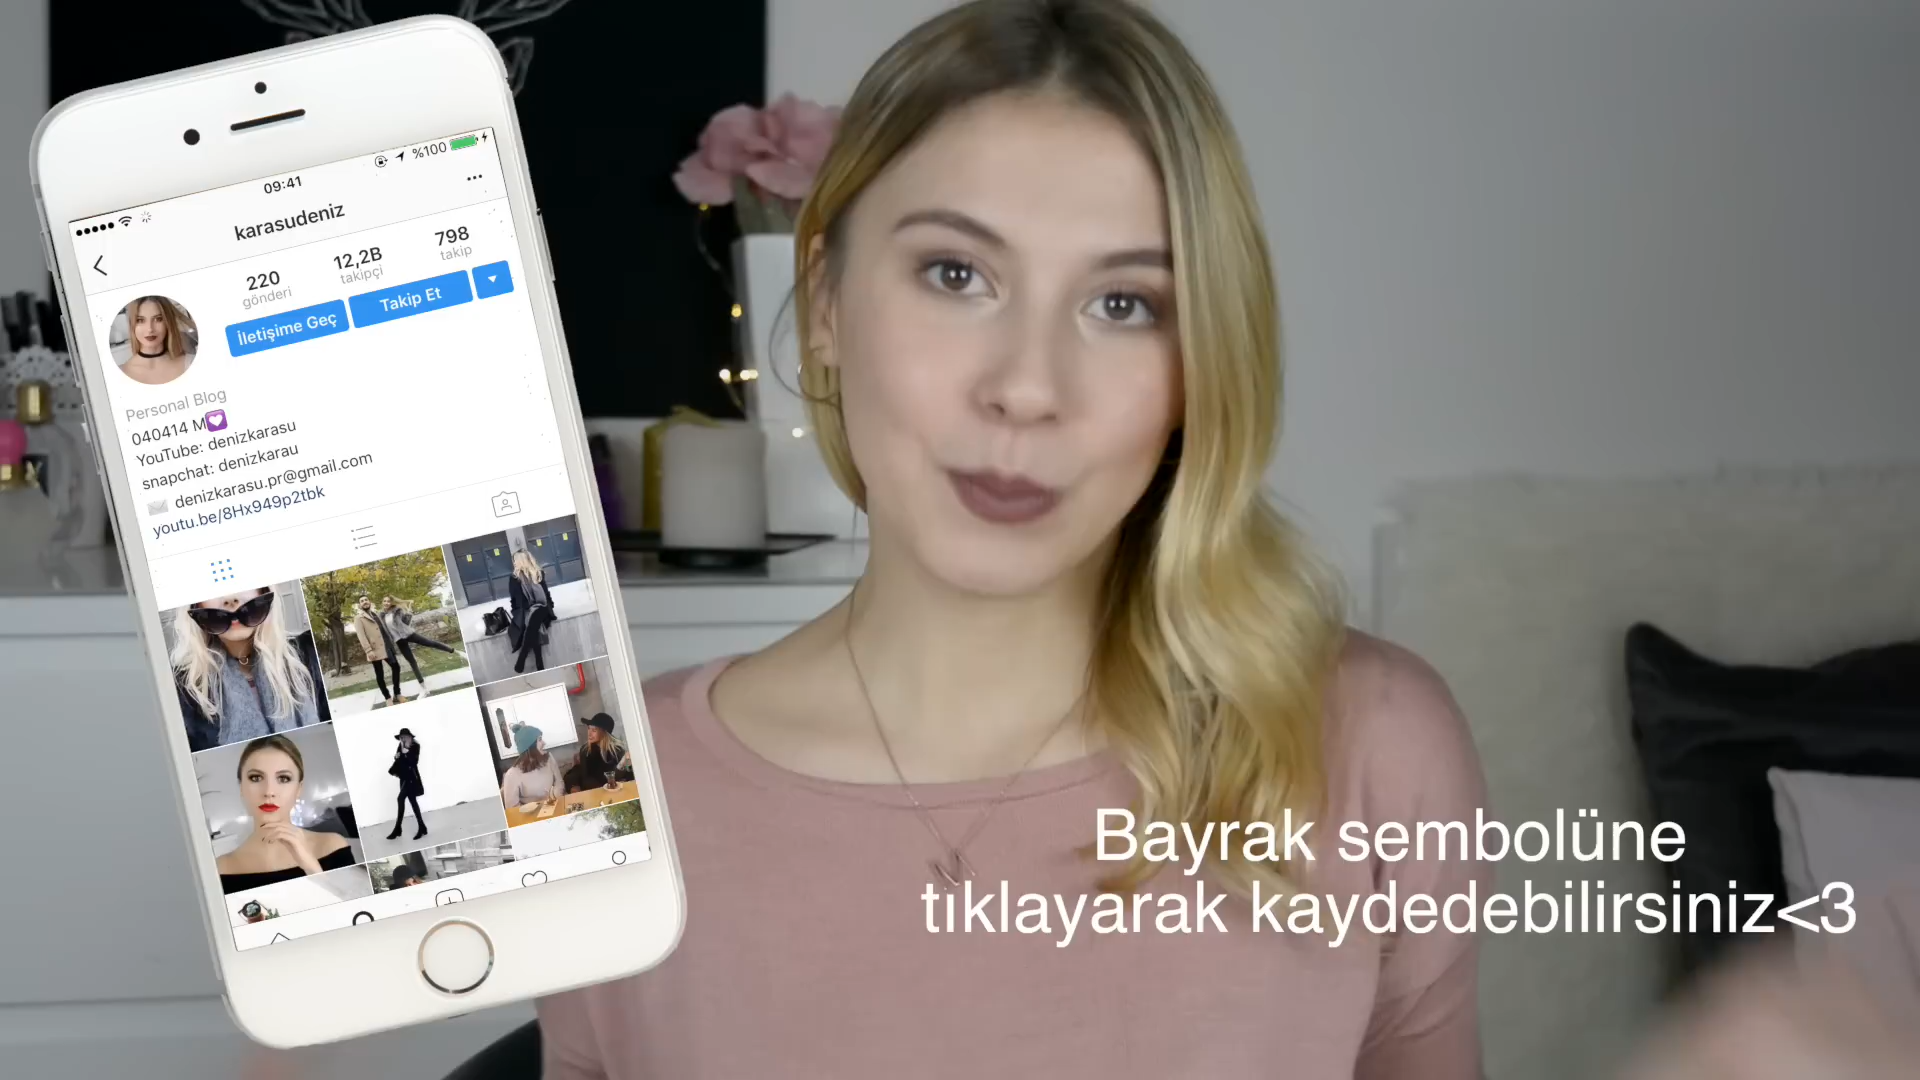 %100
09:41
karasudeniz
220
gönderi
12,2B
takipçi
798
takip
İletişime Geç
Takip Et
Personal Blog
040414 M💜
YouTube: denizkarasu
snapchat: denizkarau
denizkarasu.pr@gmail.com
youtu.be/8Hx949p2tbk
Bayrak sembolüne
tıklayarak kaydedebilirsiniz<3